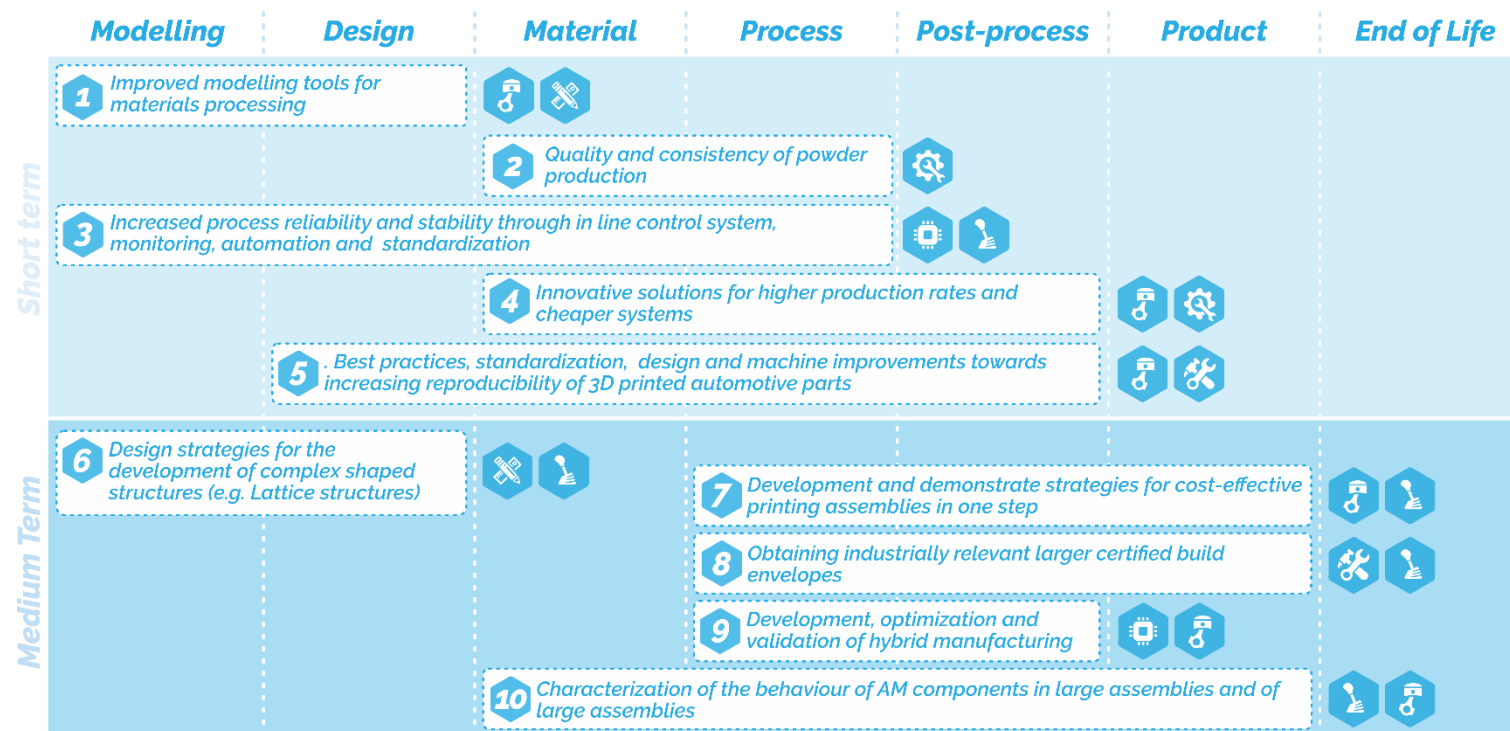 Modelling Design Material Process Post-process Product End of Life
Short term
1 Improved modelling tools for
materials processing
2 Quality and consistency of powder
production
3 Increased process reliability and stability through in line control system,
monitoring, automation and standardization
4 Innovative solutions for higher production rates and
cheaper systems
5 . Best practices, standardization, design and machine improvements towards
increasing reproducibility of 3D printed automotive parts
Medium Term
6 Design strategies for the
development of complex shaped
structures (e.g. Lattice structures)
7 Development and demonstrate strategies for cost-effective
printing assemblies in one step
8 Obtaining industrially relevant larger certified build
envelopes
9 Development, optimization and
validation of hybrid manufacturing
10 Characterization of the behaviour of AM components in large assemblies and of
large assemblies